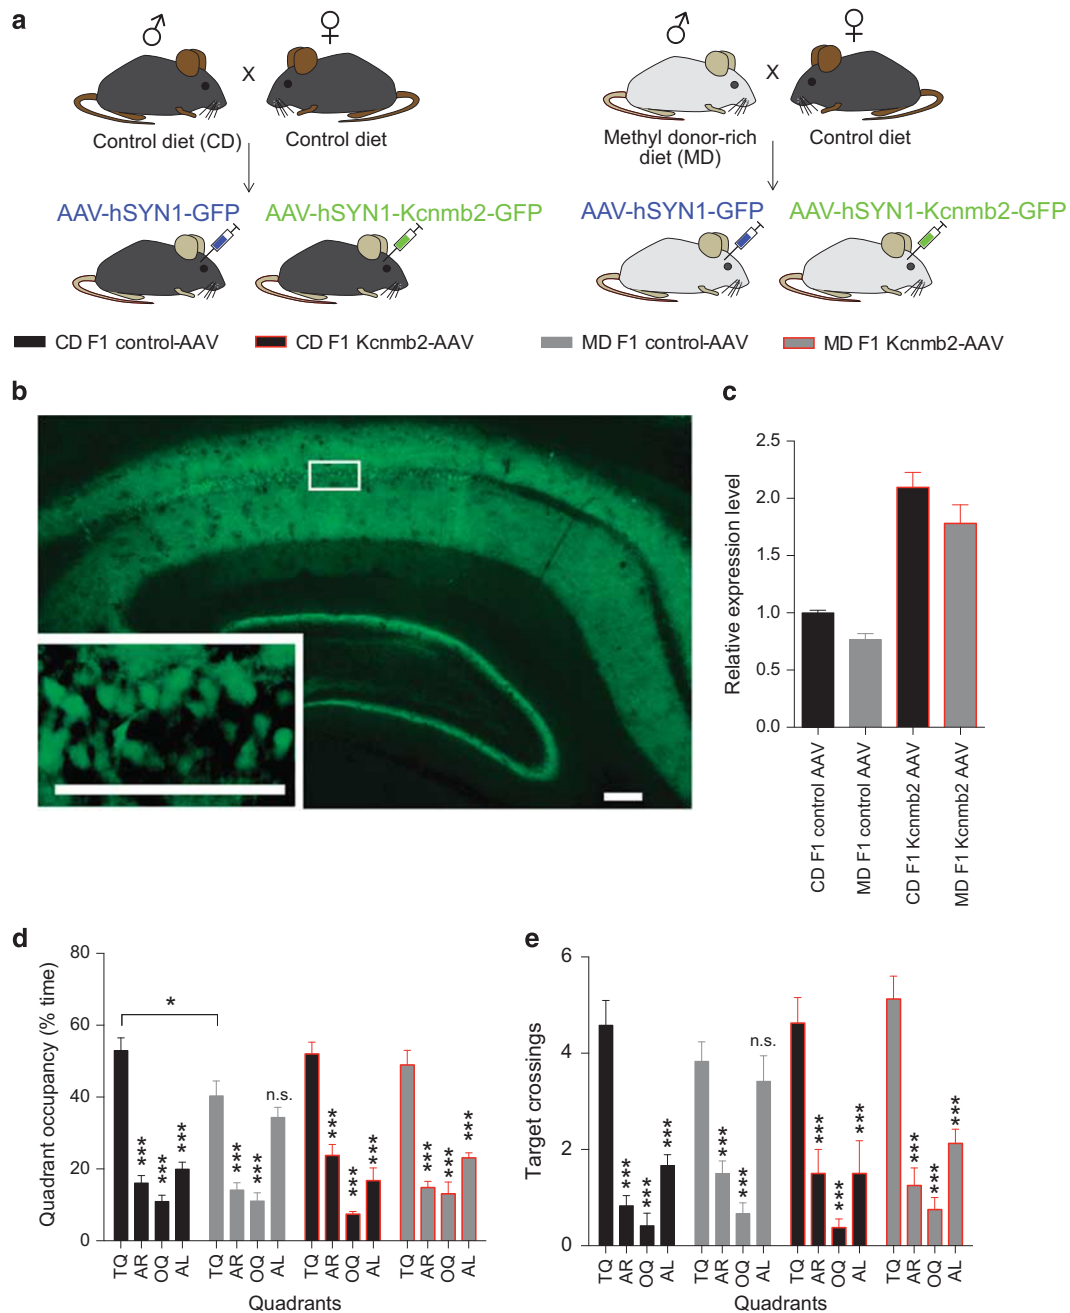 a
♂ ♀ ♂ ♀
X X
Control diet (CD) Control diet Methyl donor-rich diet (MD) Control diet
AAV-hSYN1-GFP AAV-hSYN1-Kcnmb2-GFP AAV-hSYN1-GFP AAV-hSYN1-Kcnmb2-GFP
CD F1 control-AAV CD F1 Kcnmb2-AAV MD F1 control-AAV MD F1 Kcnmb2-AAV
b
c
Relative expression level
2.5
2.0
1.5
1.0
0.5
0.0
CD F1 control AAV
MD F1 control AAV
CD F1 Kcnmb2 AAV
MD F1 Kcnmb2 AAV
d
Quadrant occupancy (% time)
80
60
40
20
0
*
*** *** ***
*** *** n.s.
*** *** ***
*** *** ***
TQ AR OQ AL TQ AR OQ AL TQ AR OQ AL TQ AR OQ AL
Quadrants
e
Target crossings
6
4
2
0
*** *** ***
*** *** n.s.
*** *** ***
*** *** ***
TQ AR OQ AL TQ AR OQ AL TQ AR OQ AL TQ AR OQ AL
Quadrants